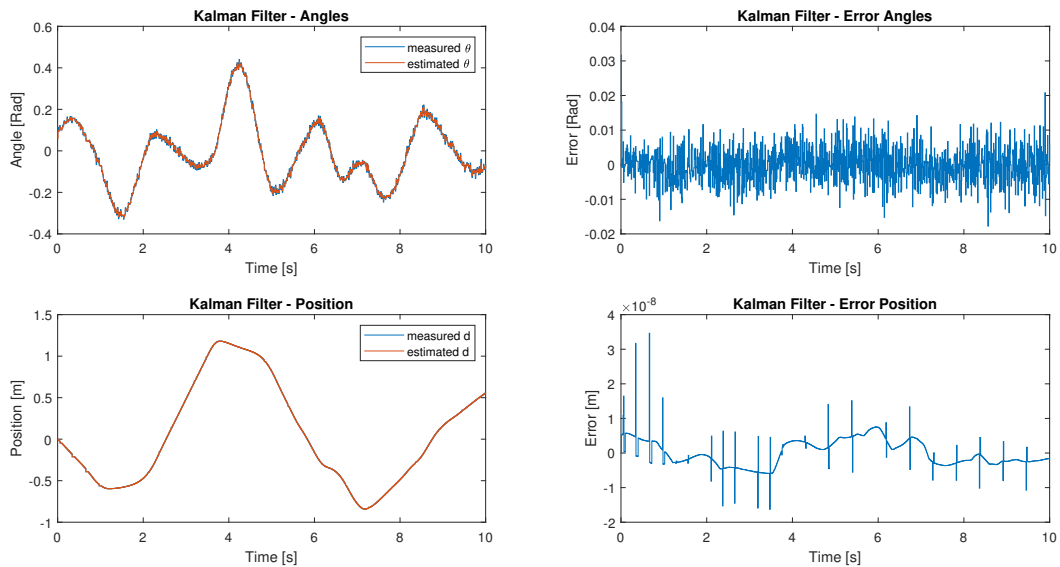 Kalman Filter - Angles
0.6
0.4
0.2
0
-0.2
-0.4
Angle [Rad]
measured θ
estimated θ
0 2 4 6 8 10
Time [s]
Kalman Filter - Error Angles
0.04
0.03
0.02
0.01
0
-0.01
-0.02
Error [Rad]
0 2 4 6 8 10
Time [s]
Kalman Filter - Position
1.5
1
0.5
0
-0.5
-1
Position [m]
measured d
estimated d
0 2 4 6 8 10
Time [s]
Kalman Filter - Error Position
×10⁻⁸
4
3
2
1
0
-1
-2
Error [m]
0 2 4 6 8 10
Time [s]